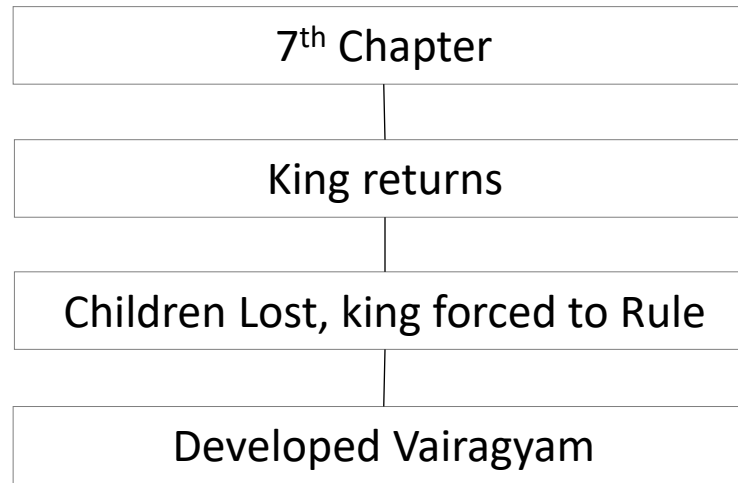 7th Chapter
King returns
Children Lost, king forced to Rule
Developed Vairagyam